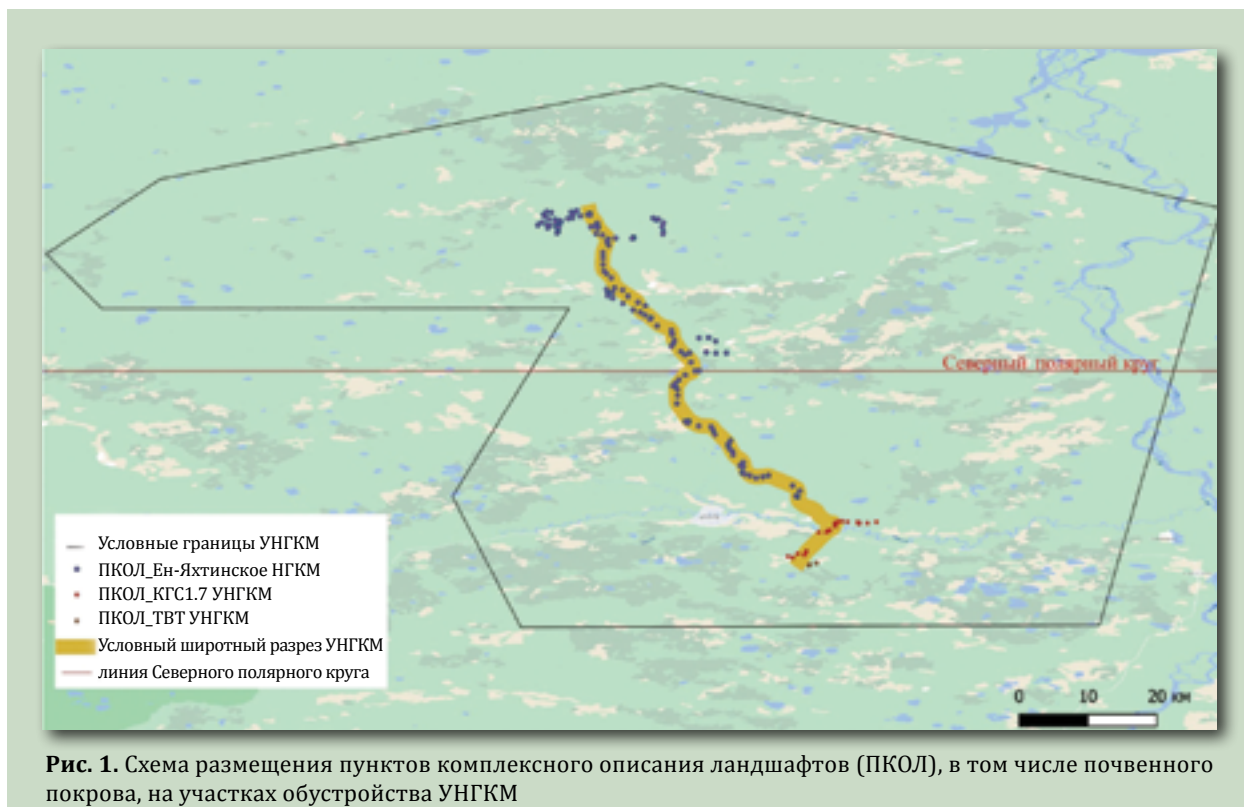 Северный полярный круг
Условные границы УНГКМ
ПКОЛ_Ен-Яхтинское НГКМ
ПКОЛ_КГС1.7 УНГКМ
ПКОЛ_ТВТ УНГКМ
Условный широтный разрез УНГКМ
линия Северного полярного круга
0 10 20 км
Рис. 1. Схема размещения пунктов комплексного описания ландшафтов (ПКОЛ), в том числе почвенного
покрова, на участках обустройства УНГКМ